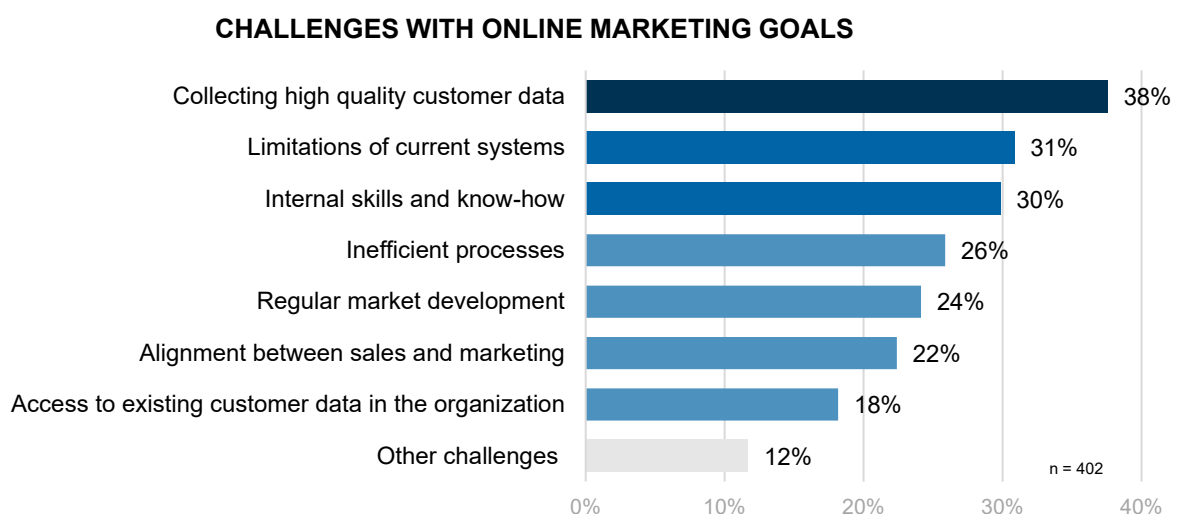 CHALLENGES WITH ONLINE MARKETING GOALS
Collecting high quality customer data 38%
Limitations of current systems 31%
Internal skills and know-how 30%
Inefficient processes 26%
Regular market development 24%
Alignment between sales and marketing 22%
Access to existing customer data in the organization 18%
Other challenges 12%
n = 402
0% 10% 20% 30% 40%